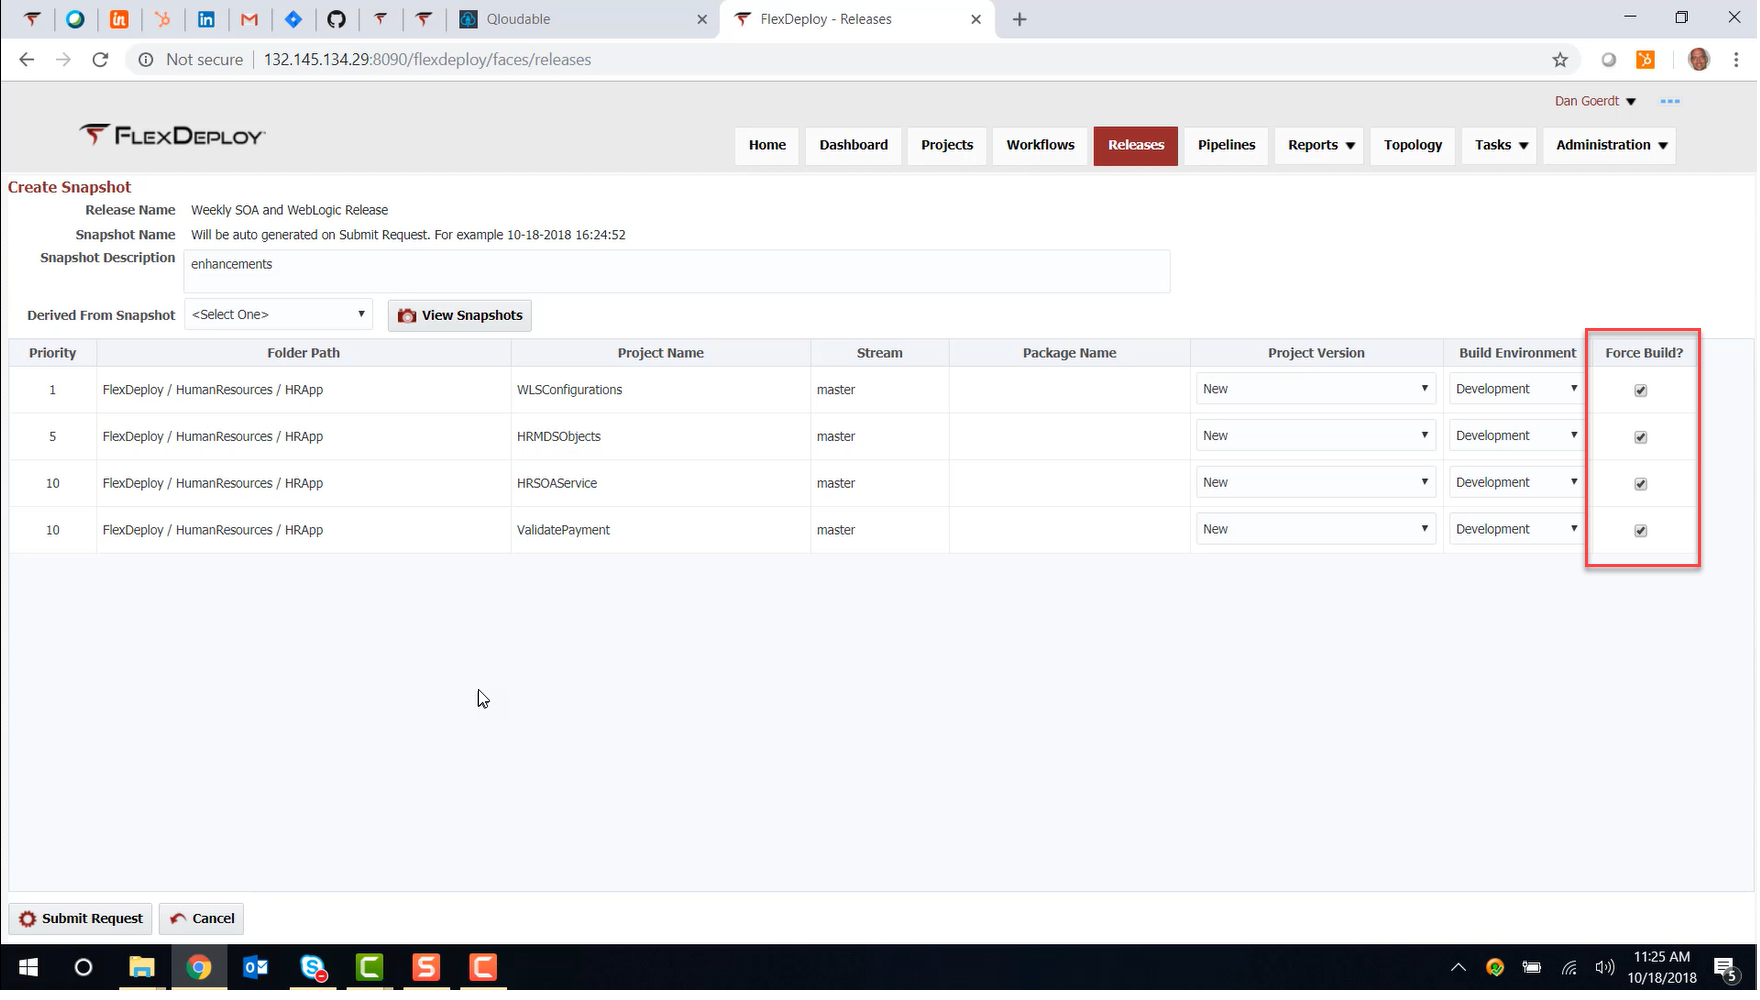 Qloudable
FlexDeploy - Releases
Not secure
132.145.134.29:8090/flexdeploy/faces/releases
Dan Goerdt
FLEXDEPLOY
Home
Dashboard
Projects
Workflows
Releases
Pipelines
Reports
Topology
Tasks
Administration
Create Snapshot
Release Name Weekly SOA and WebLogic Release
Snapshot Name Will be auto generated on Submit Request. For example 10-18-2018 16:24:52
Snapshot Description enhancements
Derived From Snapshot <Select One> View Snapshots
Priority Folder Path Project Name Stream Package Name Project Version Build Environment Force Build?
1 FlexDeploy / HumanResources / HRApp WLSConfigurations master New Development
5 FlexDeploy / HumanResources / HRApp HRMDSObjects master New Development
10 FlexDeploy / HumanResources / HRApp HRSOAService master New Development
10 FlexDeploy / HumanResources / HRApp ValidatePayment master New Development
Submit Request
Cancel
11:25 AM
10/18/2018
5